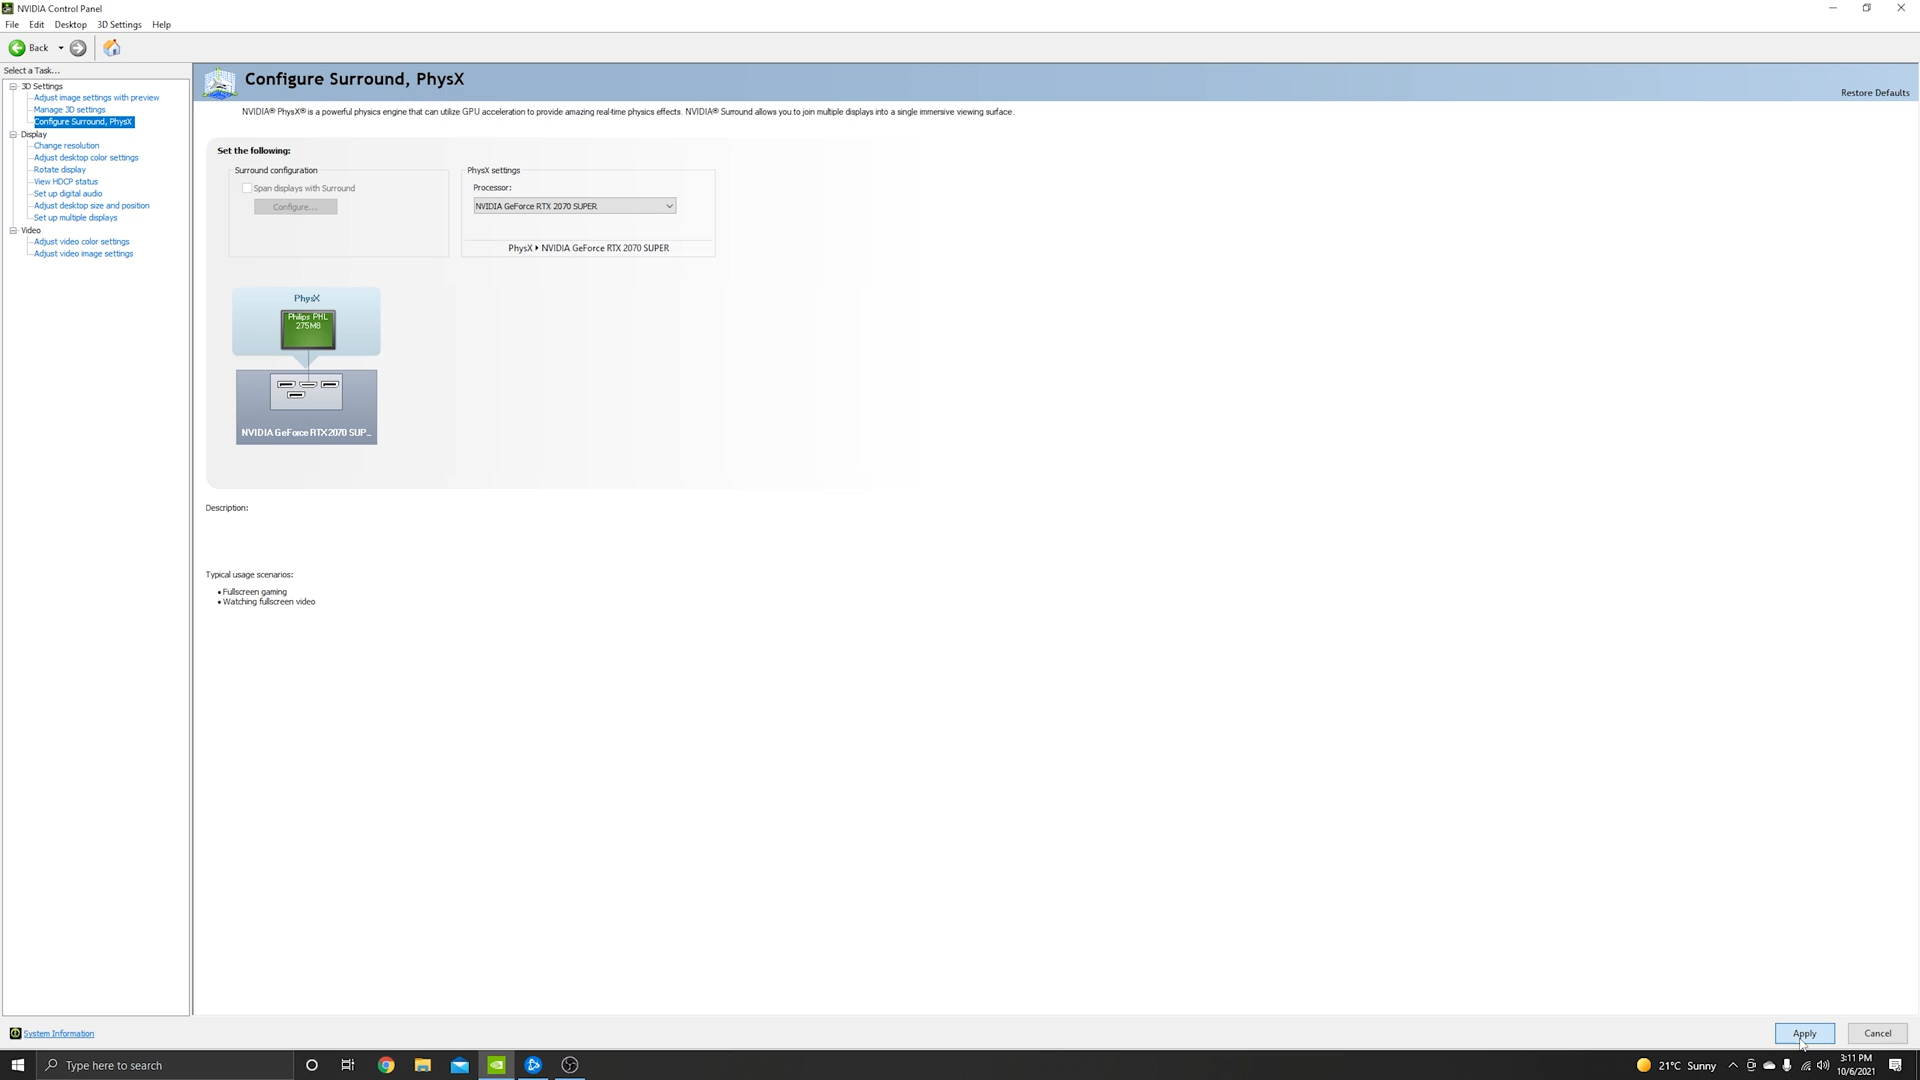 NVIDIA Control Panel
File Edit Desktop 3D Settings Help
Back
Select a Task...
3D Settings
Adjust image settings with preview
Manage 3D settings
Configure Surround, PhysX
Display
Change resolution
Adjust desktop color settings
Rotate display
View HDCP status
Set up digital audio
Adjust desktop size and position
Set up multiple displays
Video
Adjust video color settings
Adjust video image settings
Configure Surround, PhysX
Restore Defaults
NVIDIA® PhysX® is a powerful physics engine that can utilize GPU acceleration to provide amazing real-time physics effects. NVIDIA® Surround allows you to join multiple displays into a single immersive viewing surface.
Set the following:
Surround configuration
Span displays with Surround
Configure...
PhysX settings
Processor:
NVIDIA GeForce RTX 2070 SUPER
PhysX ▸ NVIDIA GeForce RTX 2070 SUPER
PhysX
Philips PHL
275M8
NVIDIA GeForce RTX 2070 SUP...
Description:
Typical usage scenarios:
• Fullscreen gaming
• Watching fullscreen video
System Information
Apply
Cancel
Type here to search
21°C Sunny
3:11 PM
10/6/2021